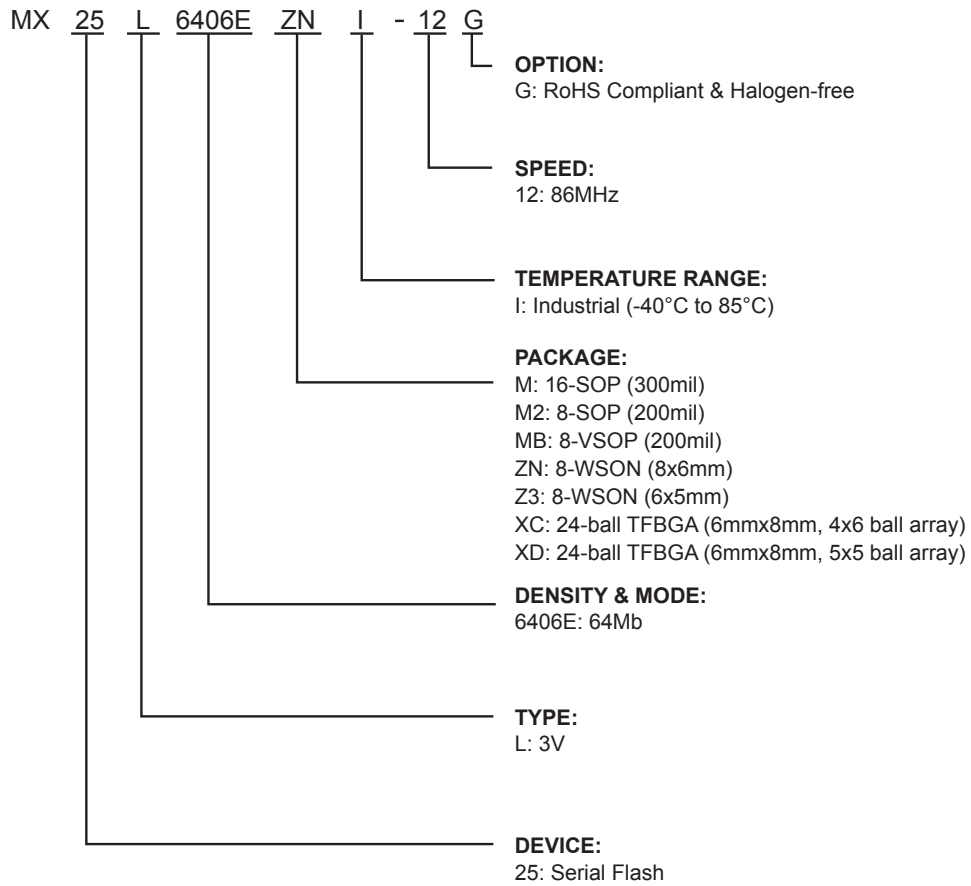 MX 25 L 6406E ZN I - 12 G
OPTION:
G: RoHS Compliant & Halogen-free
SPEED:
12: 86MHz
TEMPERATURE RANGE:
I: Industrial (-40°C to 85°C)
PACKAGE:
M: 16-SOP (300mil)
M2: 8-SOP (200mil)
MB: 8-VSOP (200mil)
ZN: 8-WSON (8x6mm)
Z3: 8-WSON (6x5mm)
XC: 24-ball TFBGA (6mmx8mm, 4x6 ball array)
XD: 24-ball TFBGA (6mmx8mm, 5x5 ball array)
DENSITY & MODE:
6406E: 64Mb
TYPE:
L: 3V
DEVICE:
25: Serial Flash